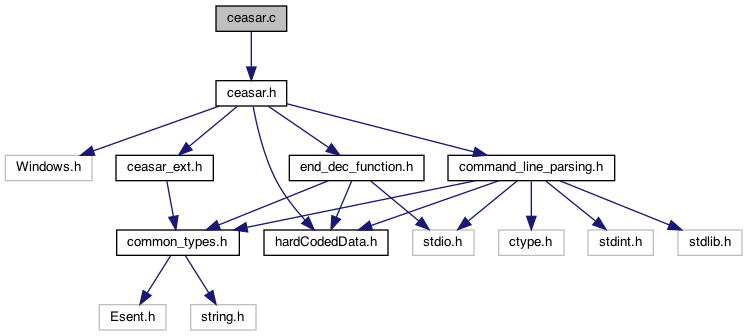 ceasar.c
ceasar.h
Windows.h
ceasar_ext.h
end_dec_function.h
command_line_parsing.h
common_types.h
hardCodedData.h
stdio.h
ctype.h
stdint.h
stdlib.h
Esent.h
string.h